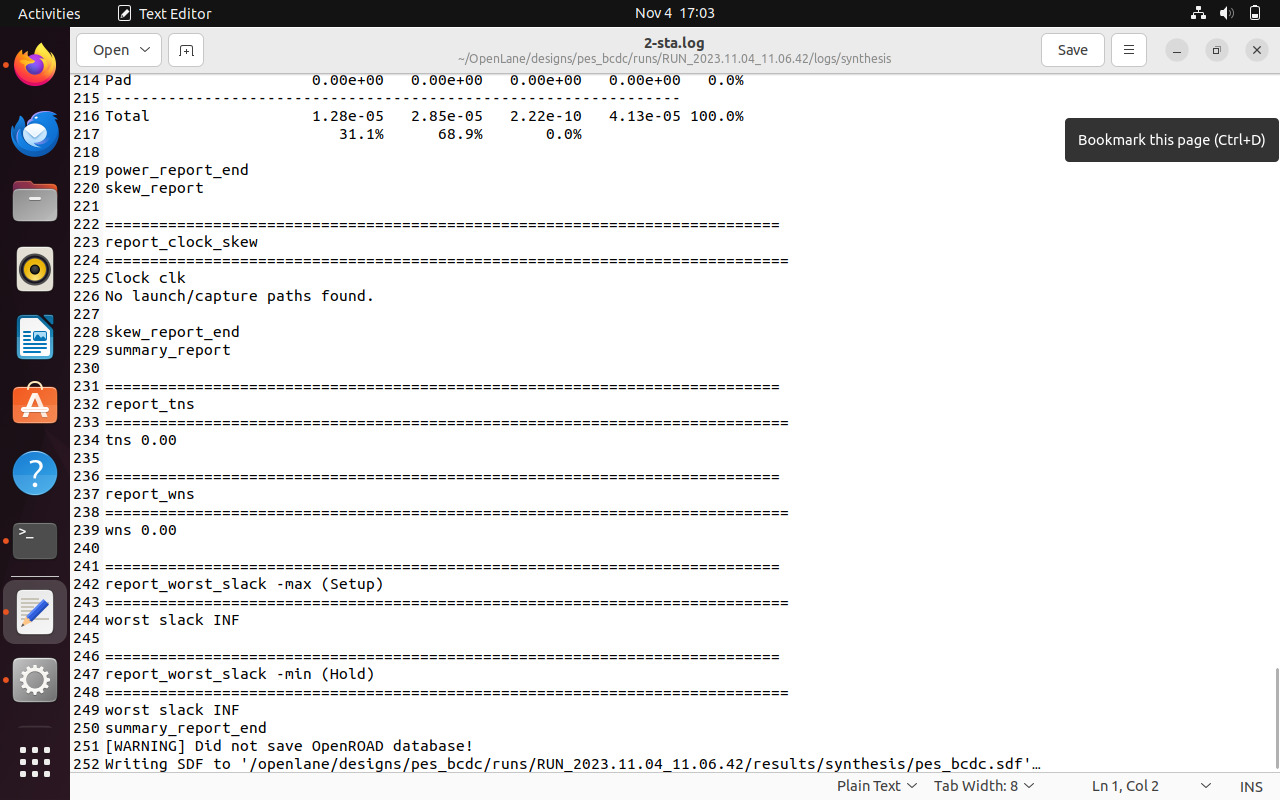 Activities Text Editor Nov 4 17:03
Open 2-sta.log Save
~/OpenLane/designs/pes_bcdc/runs/RUN_2023.11.04_11.06.42/logs/synthesis
Bookmark this page (Ctrl+D)
214 Pad 0.00e+00 0.00e+00 0.00e+00 0.00e+00 0.0%
215 ----------------------------------------------------------------
216 Total 1.28e-05 2.85e-05 2.22e-10 4.13e-05 100.0%
217 31.1% 68.9% 0.0%
218
219 power_report_end
220 skew_report
221
222 ===========================================================================
223 report_clock_skew
224 ============================================================================
225 Clock clk
226 No launch/capture paths found.
227
228 skew_report_end
229 summary_report
230
231 ===========================================================================
232 report_tns
233 ============================================================================
234 tns 0.00
235
236 ===========================================================================
237 report_wns
238 ============================================================================
239 wns 0.00
240
241 ===========================================================================
242 report_worst_slack -max (Setup)
243 ============================================================================
244 worst slack INF
245
246 ===========================================================================
247 report_worst_slack -min (Hold)
248 ============================================================================
249 worst slack INF
250 summary_report_end
251 [WARNING] Did not save OpenROAD database!
252 Writing SDF to '/openlane/designs/pes_bcdc/runs/RUN_2023.11.04_11.06.42/results/synthesis/pes_bcdc.sdf'…
Plain Text Tab Width: 8 Ln 1, Col 2 INS